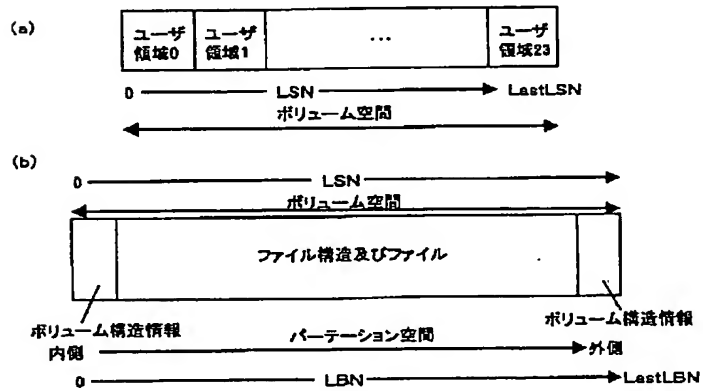 (a)
ユーザ ユーザ … ユーザ
領域0 領域1 領域23
0 LSN LastLSN
ボリューム空間
(b)
0 LSN
ボリューム空間
ファイル構造及びファイル
ボリューム構造情報 ボリューム構造情報
内側 パーテーション空間 外側
0 LBN LastLBN